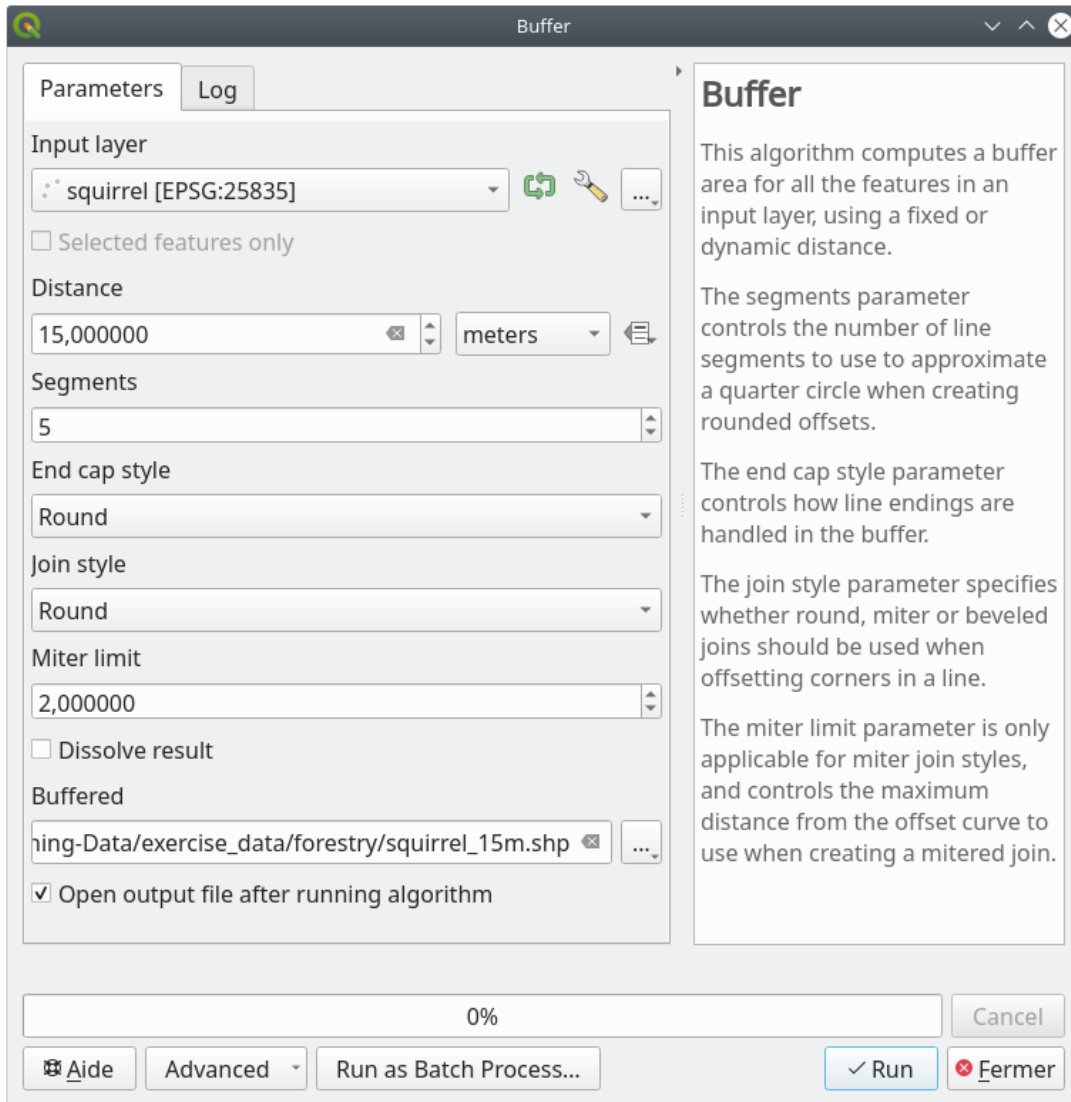 Buffer
Parameters
Log
Input layer
squirrel [EPSG:25835]
...
Selected features only
Distance
15,000000
meters
Segments
5
End cap style
Round
Join style
Round
Miter limit
2,000000
Dissolve result
Buffered
ning-Data/exercise_data/forestry/squirrel_15m.shp
...
Open output file after running algorithm
Buffer
This algorithm computes a buffer
area for all the features in an
input layer, using a fixed or
dynamic distance.
The segments parameter
controls the number of line
segments to use to approximate
a quarter circle when creating
rounded offsets.
The end cap style parameter
controls how line endings are
handled in the buffer.
The join style parameter specifies
whether round, miter or beveled
joins should be used when
offsetting corners in a line.
The miter limit parameter is only
applicable for miter join styles,
and controls the maximum
distance from the offset curve to
use when creating a mitered join.
0%
Cancel
Aide
Advanced
Run as Batch Process...
Run
Fermer